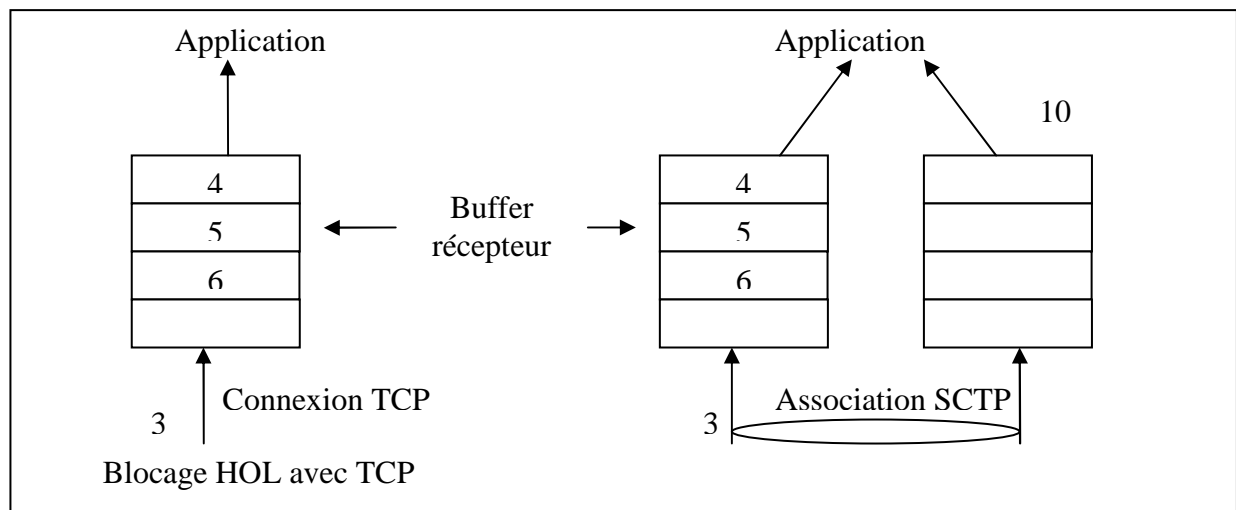 Application
Application
10
4
5
6
Buffer
récepteur
4
5
6
Connexion TCP
3
Association SCTP
3
Blocage HOL avec TCP